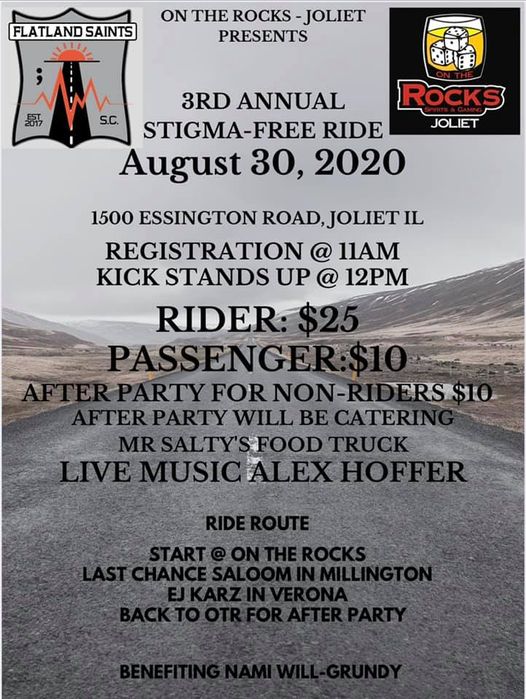 FLATLAND SAINTS
;
EST.
2017
S.C.
ON THE ROCKS - JOLIET
PRESENTS
ON THE
ROCKS
SPIRITS & GAMING
JOLIET
3RD ANNUAL
STIGMA-FREE RIDE
August 30, 2020
1500 ESSINGTON ROAD, JOLIET IL
REGISTRATION @ 11AM
KICK STANDS UP @ 12PM
RIDER: $25
PASSENGER:$10
AFTER PARTY FOR NON-RIDERS $10
AFTER PARTY WILL BE CATERING
MR SALTY'S FOOD TRUCK
LIVE MUSIC ALEX HOFFER
RIDE ROUTE
START @ ON THE ROCKS
LAST CHANCE SALOOM IN MILLINGTON
EJ KARZ IN VERONA
BACK TO OTR FOR AFTER PARTY
BENEFITING NAMI WILL-GRUNDY